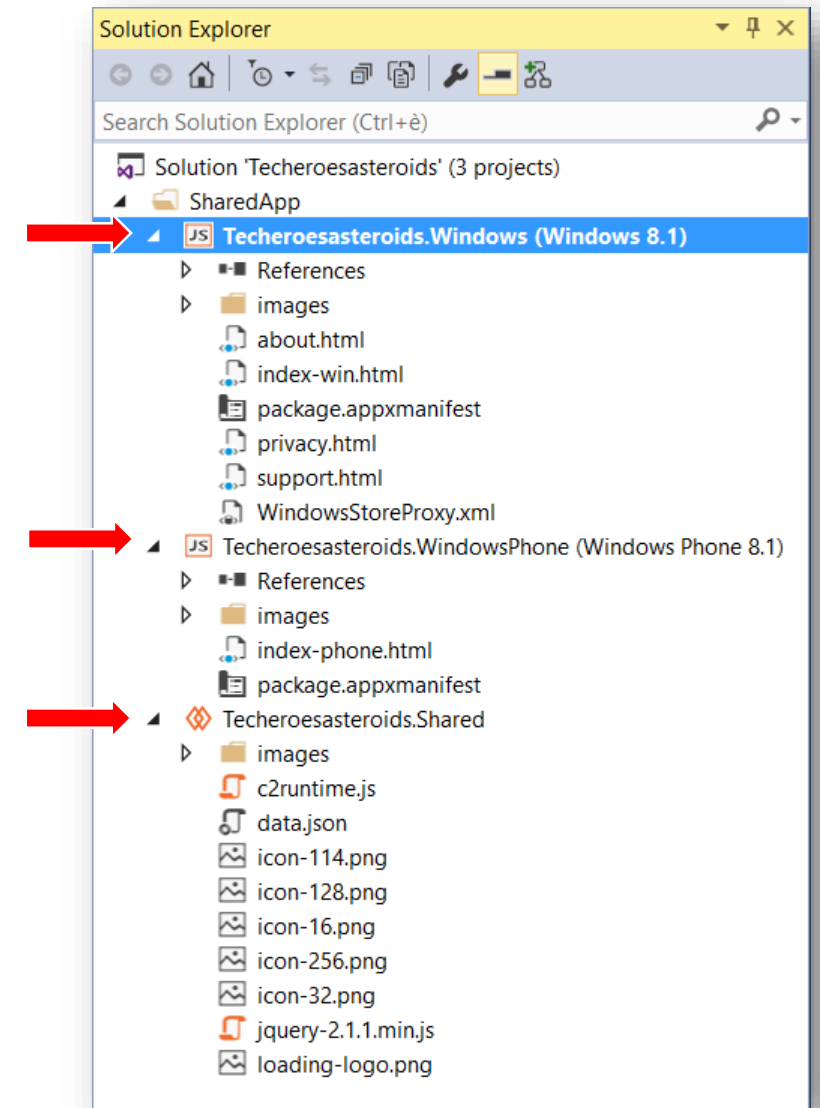 Solution Explorer
Search Solution Explorer (Ctrl+è)
Solution 'Techeroesasteroids' (3 projects)
SharedApp
JS Techeroesasteroids.Windows (Windows 8.1)
References
images
about.html
index-win.html
package.appxmanifest
privacy.html
support.html
WindowsStoreProxy.xml
JS Techeroesasteroids.WindowsPhone (Windows Phone 8.1)
References
images
index-phone.html
package.appxmanifest
Techeroesasteroids.Shared
images
c2runtime.js
data.json
icon-114.png
icon-128.png
icon-16.png
icon-256.png
icon-32.png
jquery-2.1.1.min.js
loading-logo.png